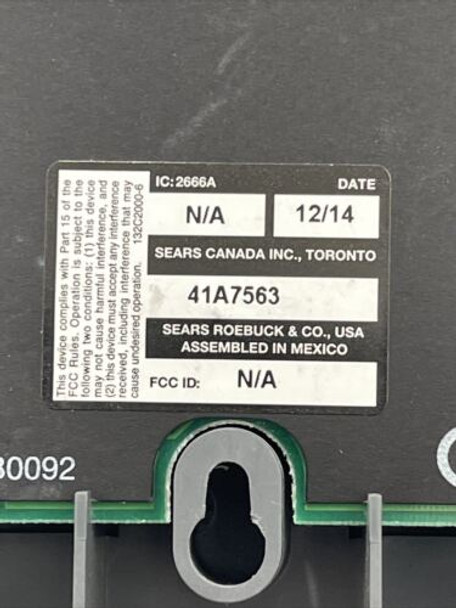 This device complies with Part 15 of the
FCC Rules. Operation is subject to the
following two conditions: (1) this device
may not cause harmful interference, and
(2) this device must accept any interference
received, including interference that may
cause undesired operation. 132C2000-6
IC:2666A DATE
N/A 12/14
SEARS CANADA INC., TORONTO
41A7563
SEARS ROEBUCK & CO., USA
ASSEMBLED IN MEXICO
FCC ID: N/A